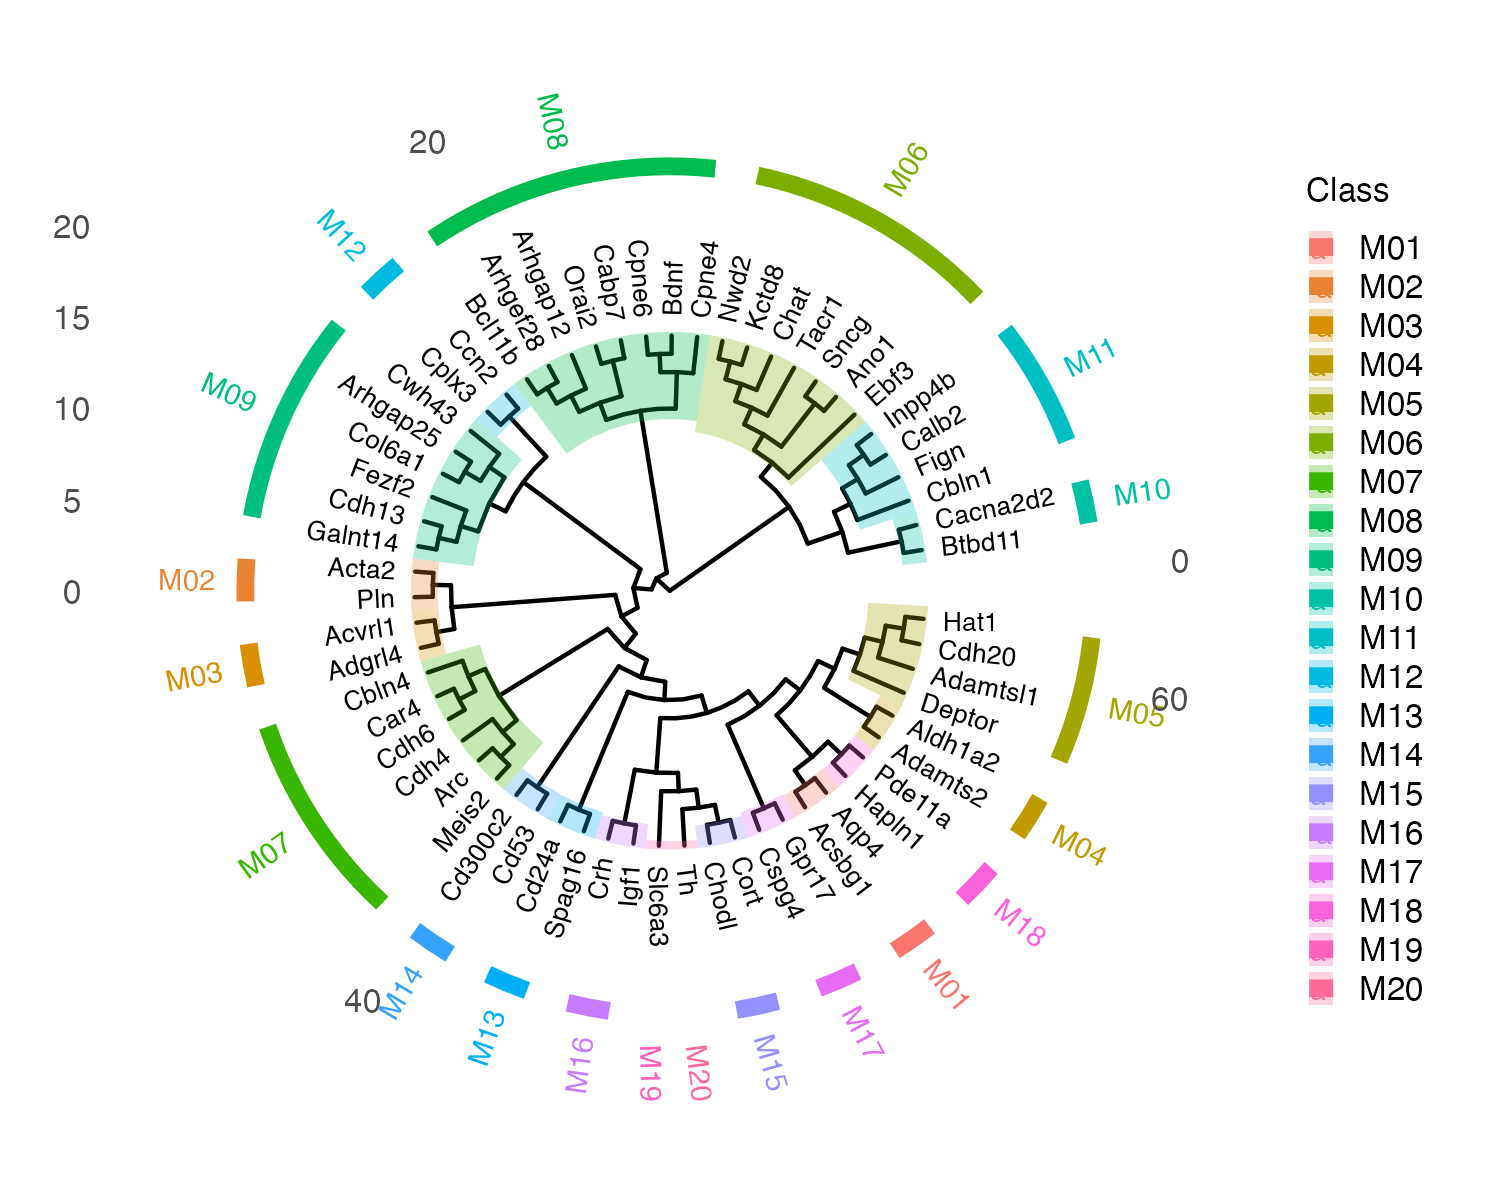 M08
M06
20
M12
20
M11
15
M09
10
M10
5
0
M02
0
M03
M05
60
M04
M07
M18
M01
M14
40
M13
M17
M16
M19
M20
M15
Cpne4
Bdnf
Cpne6
Cabp7
Orai2
Arhgap12
Arhgef28
Bcl11b
Ccn2
Cplx3
Cwh43
Arhgap25
Col6a1
Fezf2
Cdh13
Galnt14
Acta2
Pln
Acvrl1
Adgrl4
Cbln4
Car4
Cdh6
Cdh4
Arc
Meis2
Cd300c2
Cd53
Cd24a
Spag16
Crh
Igf1
Slc6a3
Th
Chodl
Cort
Cspg4
Gpr17
Acsbg1
Aqp4
Hapln1
Pde11a
Adamts2
Aldh1a2
Deptor
Adamtsl1
Cdh20
Hat1
Btbd11
Cacna2d2
Cbln1
Fign
Calb2
Inpp4b
Ebf3
Ano1
Sncg
Tacr1
Chat
Kctd8
Nwd2
Class
a M01
a M02
a M03
a M04
a M05
a M06
a M07
a M08
a M09
a M10
a M11
a M12
a M13
a M14
a M15
a M16
a M17
a M18
a M19
a M20